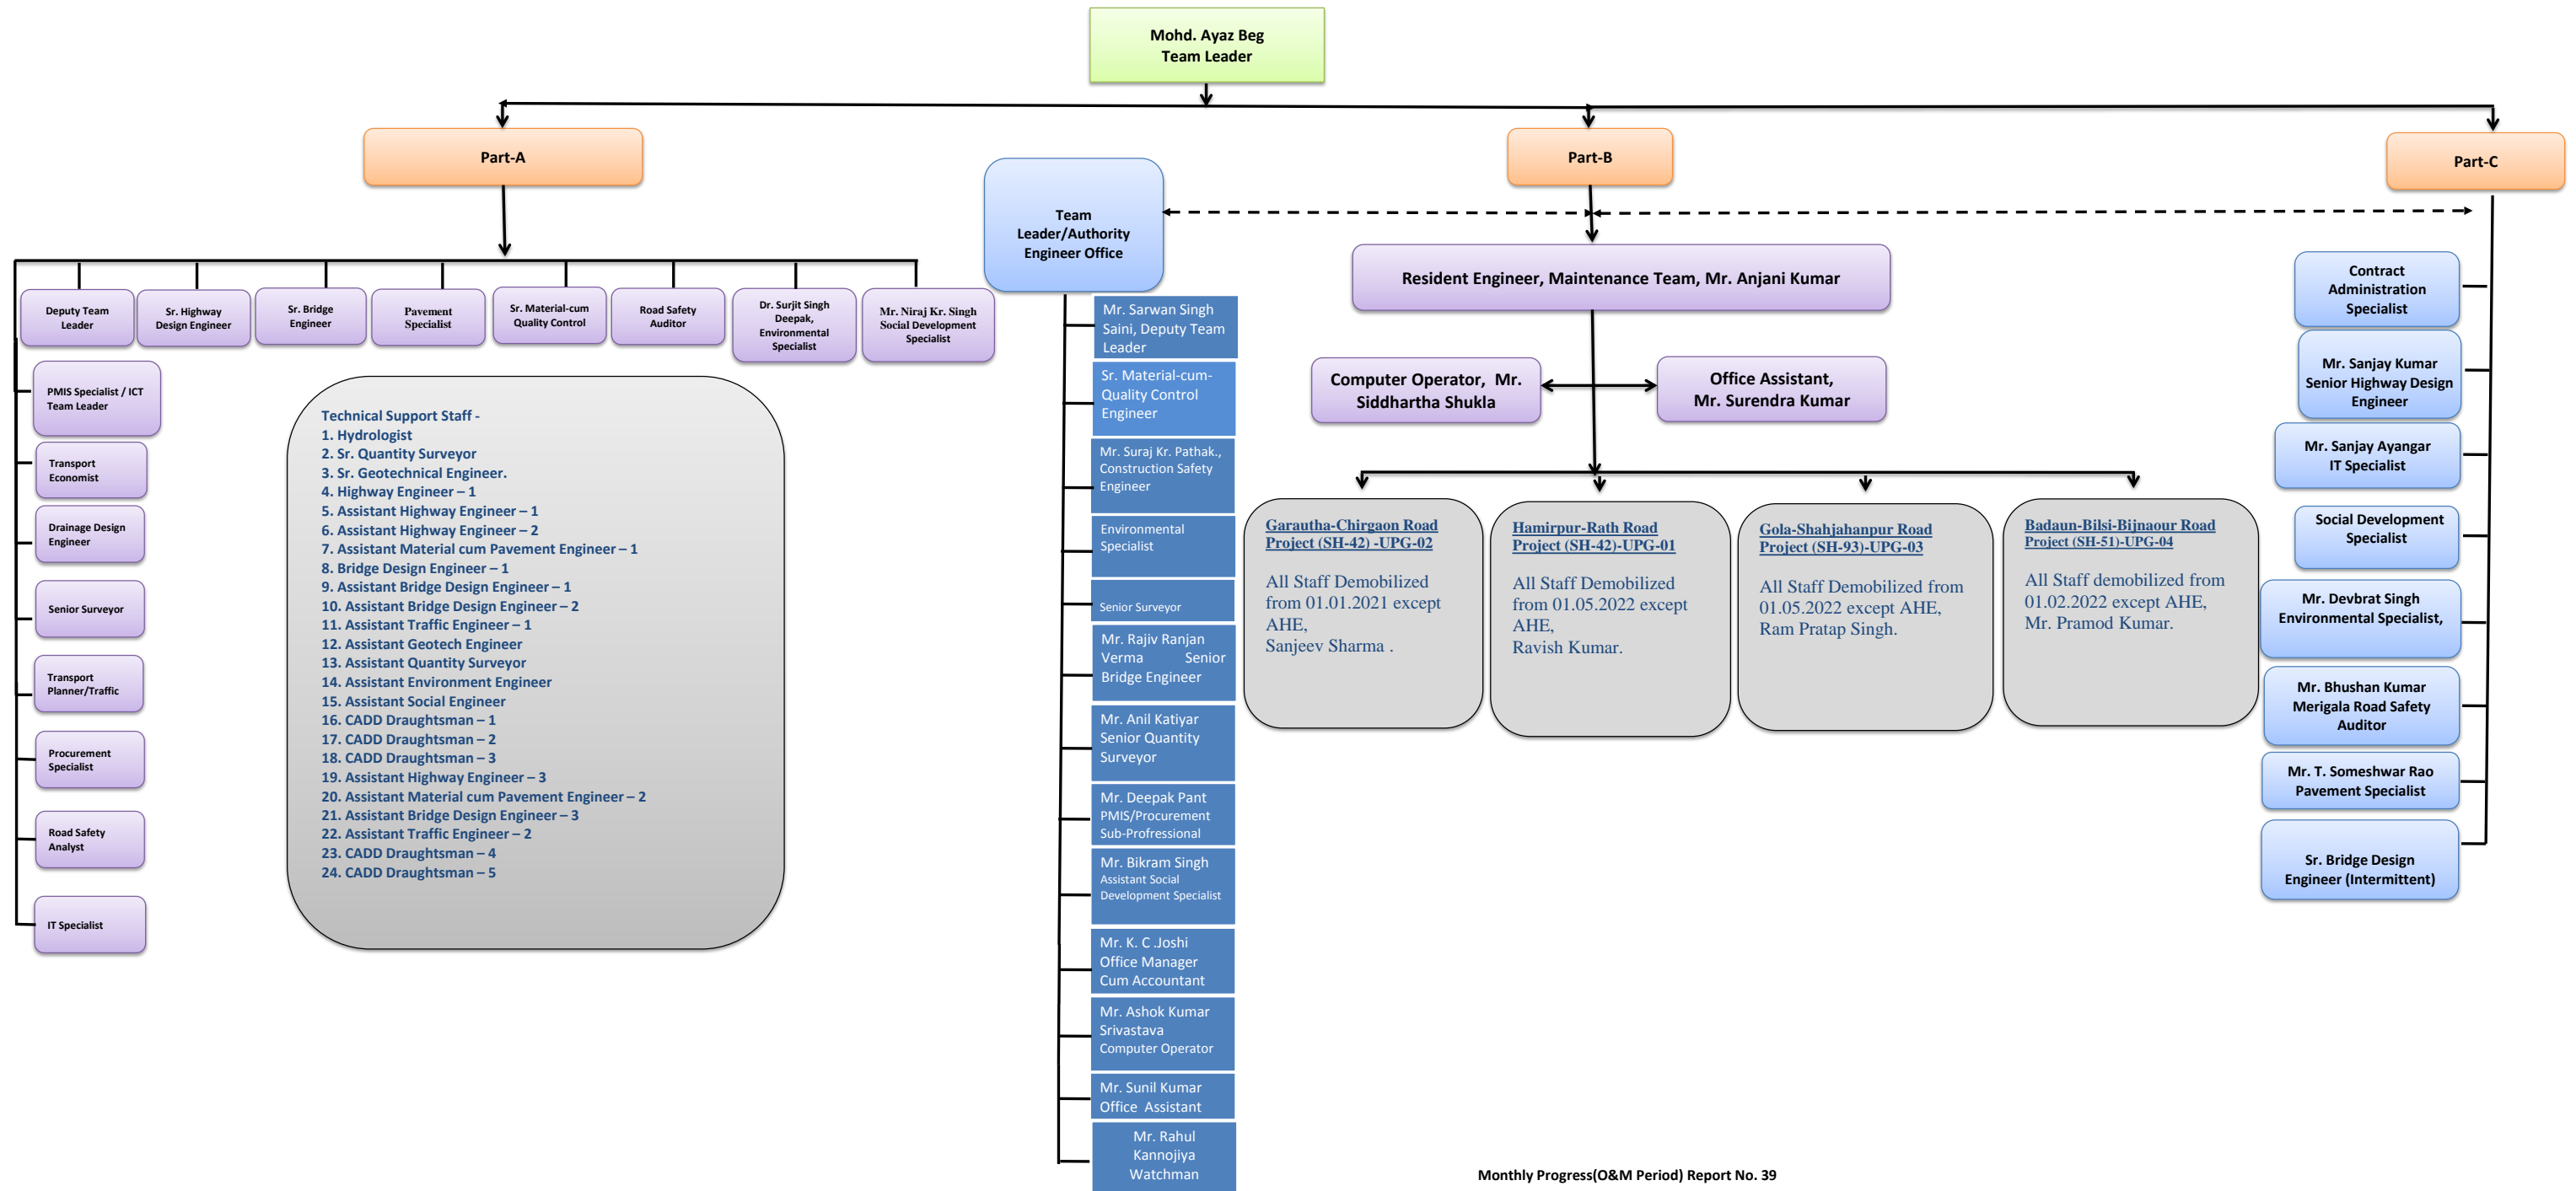 Mohd. Ayaz Beg
Team Leader
Part-A
Part-B
Part-C
Deputy Team
Leader
Sr. Highway
Design Engineer
Sr. Bridge
Engineer
Pavement
Specialist
Sr. Material-cum
Quality Control
Road Safety
Auditor
Dr. Surjit Singh
Deepak,
Environmental
Specialist
Mr. Niraj Kr. Singh
Social Development
Specialist
PMIS Specialist / ICT
Team Leader
Transport
Economist
Drainage Design
Engineer
Senior Surveyor
Transport
Planner/Traffic
Procurement
Specialist
Road Safety
Analyst
IT Specialist
Technical Support Staff -
1. Hydrologist
2. Sr. Quantity Surveyor
3. Sr. Geotechnical Engineer.
4. Highway Engineer – 1
5. Assistant Highway Engineer – 1
6. Assistant Highway Engineer – 2
7. Assistant Material cum Pavement Engineer – 1
8. Bridge Design Engineer – 1
9. Assistant Bridge Design Engineer – 1
10. Assistant Bridge Design Engineer – 2
11. Assistant Traffic Engineer – 1
12. Assistant Geotech Engineer
13. Assistant Quantity Surveyor
14. Assistant Environment Engineer
15. Assistant Social Engineer
16. CADD Draughtsman – 1
17. CADD Draughtsman – 2
18. CADD Draughtsman – 3
19. Assistant Highway Engineer – 3
20. Assistant Material cum Pavement Engineer – 2
21. Assistant Bridge Design Engineer – 3
22. Assistant Traffic Engineer – 2
23. CADD Draughtsman – 4
24. CADD Draughtsman – 5
Team
Leader/Authority
Engineer Office
Mr. Sarwan Singh
Saini, Deputy Team
Leader
Sr. Material-cum-
Quality Control
Engineer
Mr. Suraj Kr. Pathak.,
Construction Safety
Engineer
Environmental
Specialist
Senior Surveyor
Mr. Rajiv Ranjan
Verma Senior
Bridge Engineer
Mr. Anil Katiyar
Senior Quantity
Surveyor
Mr. Deepak Pant
PMIS/Procurement
Sub-Profressional
Mr. Bikram Singh
Assistant Social
Development Specialist
Mr. K. C .Joshi
Office Manager
Cum Accountant
Mr. Ashok Kumar
Srivastava
Computer Operator
Mr. Sunil Kumar
Office Assistant
Mr. Rahul
Kannojiya
Watchman
Resident Engineer, Maintenance Team, Mr. Anjani Kumar
Computer Operator, Mr.
Siddhartha Shukla
Office Assistant,
Mr. Surendra Kumar
Garautha-Chirgaon Road
Project (SH-42) -UPG-02
All Staff Demobilized
from 01.01.2021 except
AHE,
Sanjeev Sharma .
Hamirpur-Rath Road
Project (SH-42)-UPG-01
All Staff Demobilized
from 01.05.2022 except
AHE,
Ravish Kumar.
Gola-Shahjahanpur Road
Project (SH-93)-UPG-03
All Staff Demobilized from
01.05.2022 except AHE,
Ram Pratap Singh.
Badaun-Bilsi-Bijnaour Road
Project (SH-51)-UPG-04
All Staff demobilized from
01.02.2022 except AHE,
Mr. Pramod Kumar.
Contract
Administration
Specialist
Mr. Sanjay Kumar
Senior Highway Design
Engineer
Mr. Sanjay Ayangar
IT Specialist
Social Development
Specialist
Mr. Devbrat Singh
Environmental Specialist,
Mr. Bhushan Kumar
Merigala Road Safety
Auditor
Mr. T. Someshwar Rao
Pavement Specialist
Sr. Bridge Design
Engineer (Intermittent)
Monthly Progress(O&M Period) Report No. 39